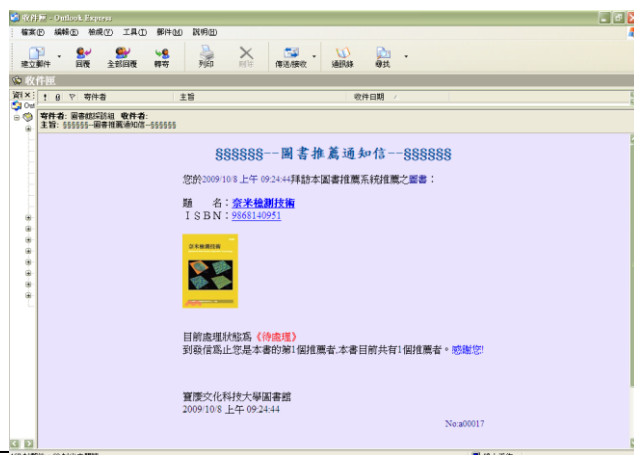 收件匣 - Outlook Express
檔案(F) 編輯(E) 檢視(V) 工具(T) 郵件(M) 說明(H)
建立郵件 回覆 全部回覆 轉寄 列印 刪除 傳送/接收 通訊錄 尋找
收件匣
寄件者 主旨 收件日期
寄件者: 圖書館採訪組 收件者:
主旨: §§§§§§--圖書推薦通知信--§§§§§§
§§§§§§--圖書推薦通知信--§§§§§§
您於2009/10/8 上午 09:24:44拜訪本圖書推薦系統推薦之圖書：
題 名：奈米檢測技術
ＩＳＢＮ：9868140951
奈米檢測技術
目前處理狀態為《待處理》
到發信為止您是本書的第1個推薦者,本書目前共有1個推薦者。感謝您!
寶慶文化科技大學圖書館
2009/10/8 上午 09:24:44
No:a00017